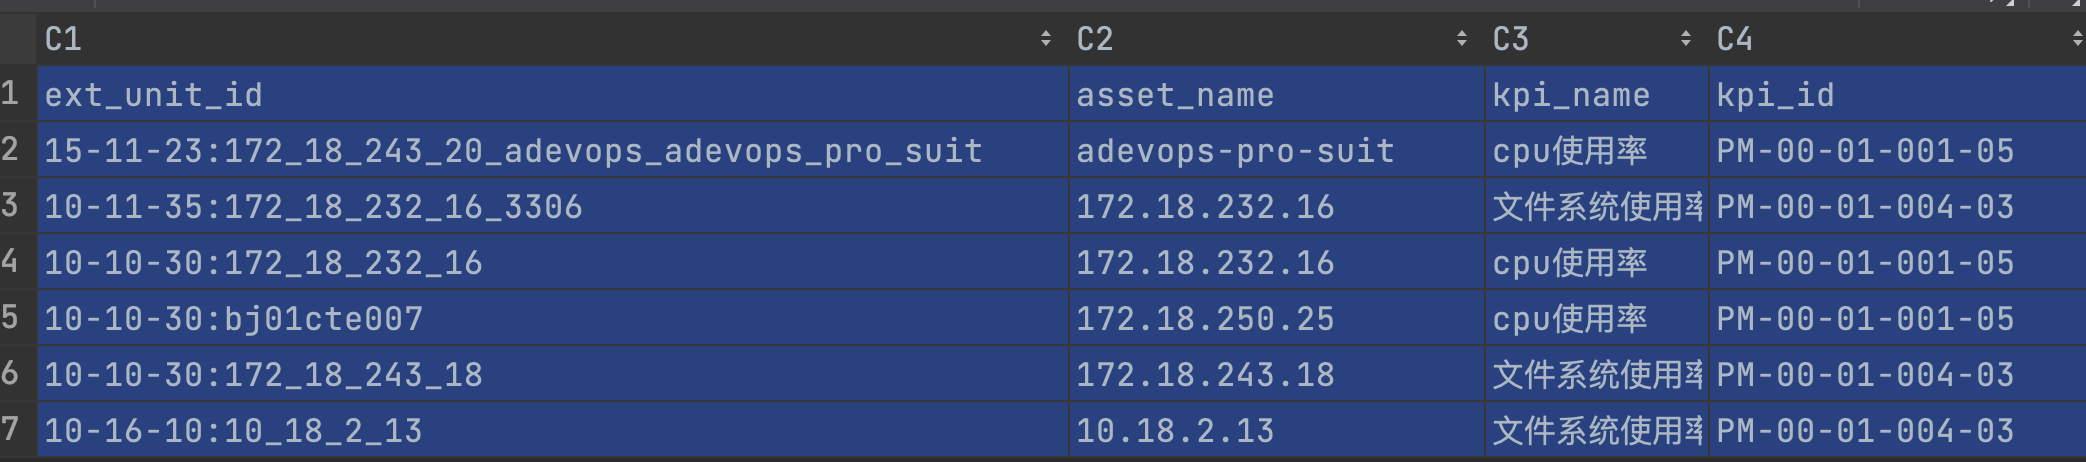 C1 C2 C3 C4
1 ext_unit_id asset_name kpi_name kpi_id
2 15-11-23:172_18_243_20_adevops_adevops_pro_suit adevops-pro-suit cpu使用率 PM-00-01-001-05
3 10-11-35:172_18_232_16_3306 172.18.232.16 文件系统使用率 PM-00-01-004-03
4 10-10-30:172_18_232_16 172.18.232.16 cpu使用率 PM-00-01-001-05
5 10-10-30:bj01cte007 172.18.250.25 cpu使用率 PM-00-01-001-05
6 10-10-30:172_18_243_18 172.18.243.18 文件系统使用率 PM-00-01-004-03
7 10-16-10:10_18_2_13 10.18.2.13 文件系统使用率 PM-00-01-004-03